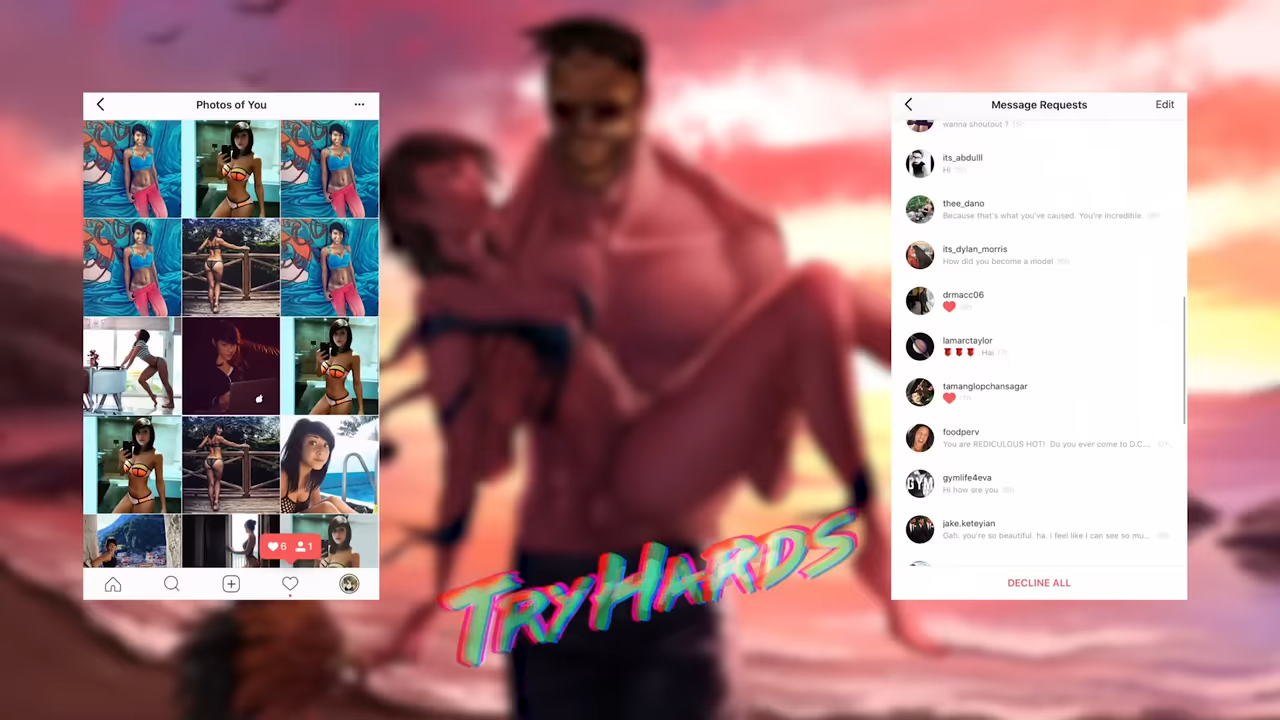 Photos of You
6
1
TRYHARDS
Message Requests
Edit
wanna shoutout ?
its_abdulll
Hi
thee_dano
Because that's what you've caused. You're incredible.
its_dylan_morris
How did you become a model
drmacc06
lamarctaylor
Hai
tamanglopchansagar
foodperv
You are REDICULOUS HOT! Do you ever come to D.C...
GYM
gymlife4eva
Hi how are you
jake.keteyian
Gah. you're so beautiful. ha. i feel like i can see so mu...
DECLINE ALL